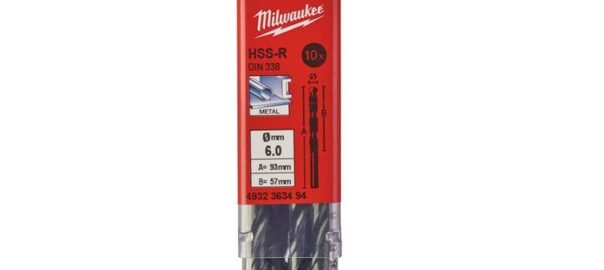 Milwaukee
HSS-R
DIN 338
10x
Ø
METAL
A
B
Ømm
6.0
A= 93mm
B= 57mm
4932 3634 94